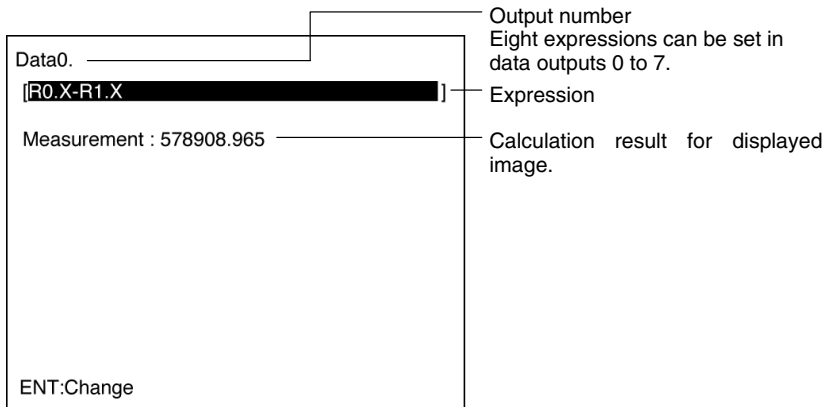 Output number
Eight expressions can be set in
data outputs 0 to 7.
Data0.
[R0.X-R1.X ]
Expression
Measurement : 578908.965
Calculation result for displayed
image.
ENT:Change